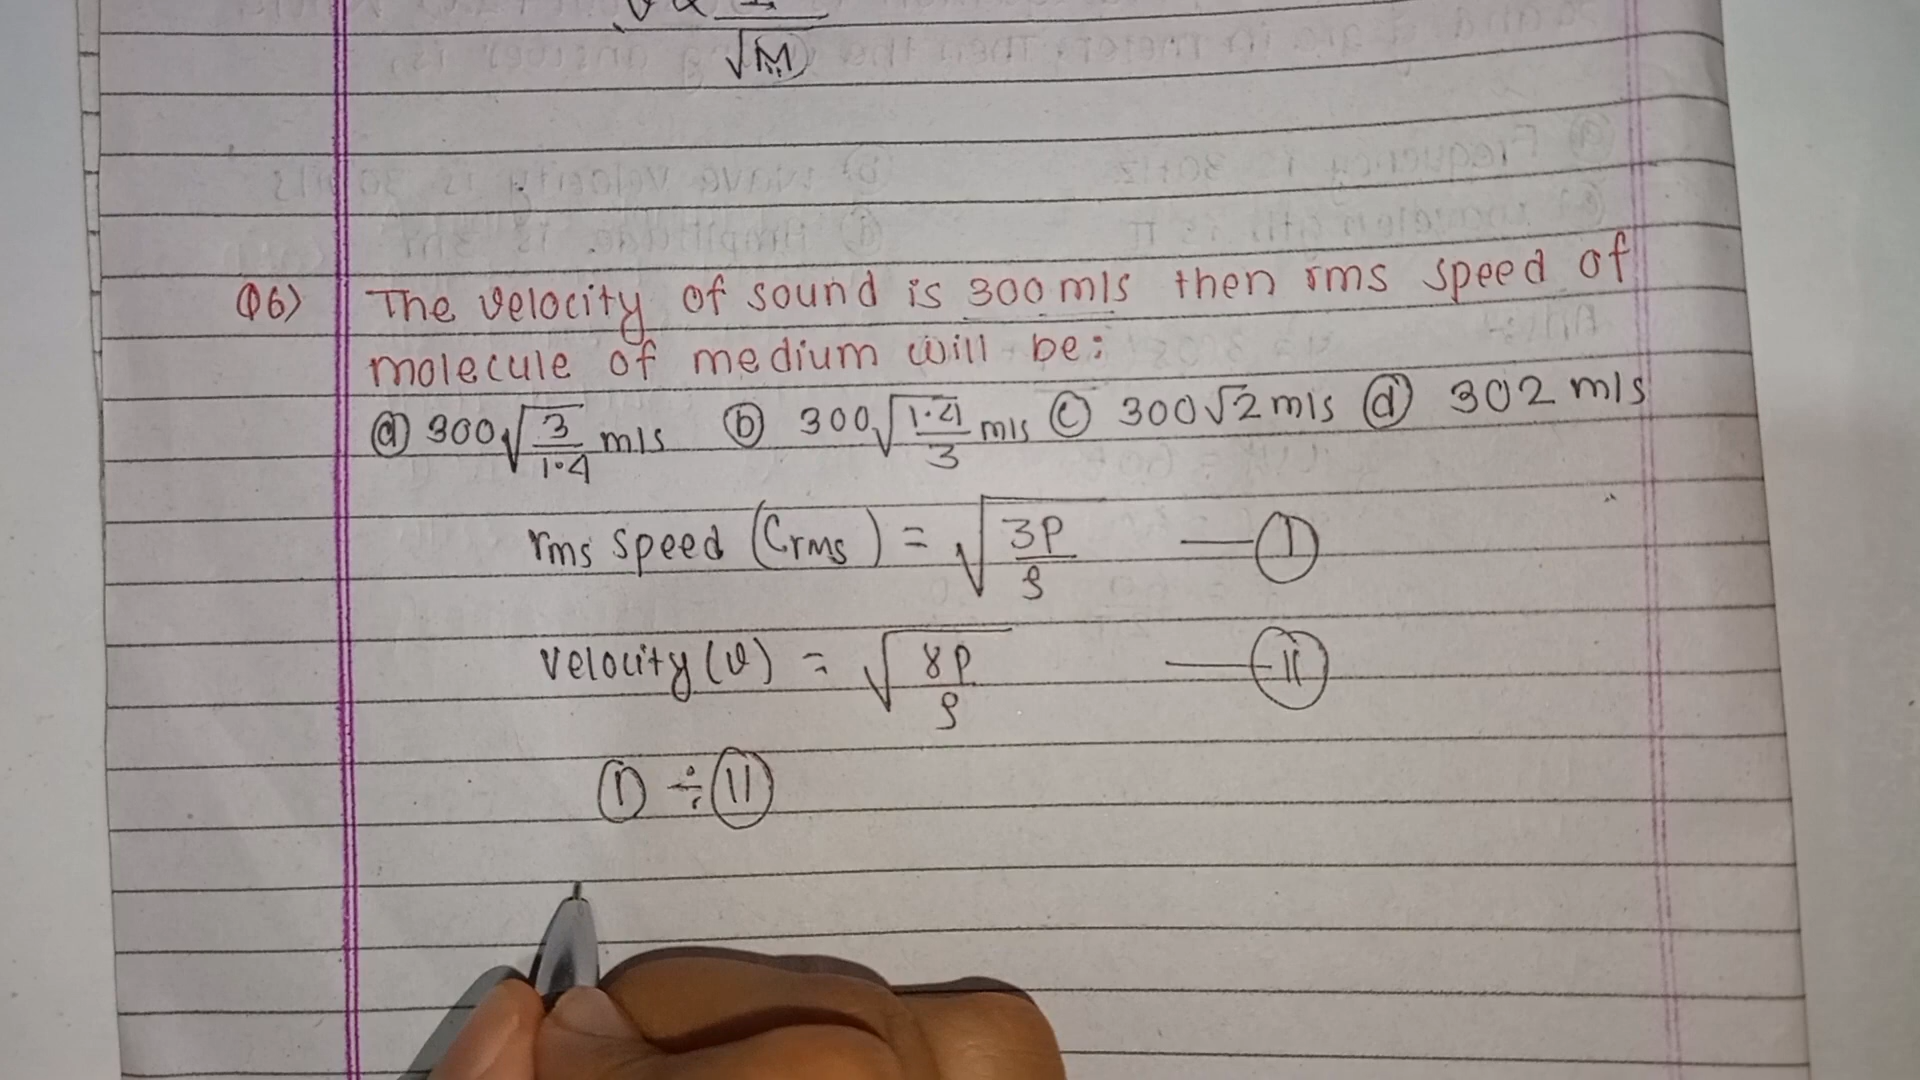 √M
Q6) The velocity of sound is 300 m/s then rms speed of
molecule of medium will be:
(a) 300√3/1.4 m/s (b) 300√1.4/3 m/s (c) 300√2 m/s (d) 302 m/s
rms speed (Crms) = √3P/ρ — (I)
velocity (v) = √γP/ρ — (II)
(I) ÷ (II)